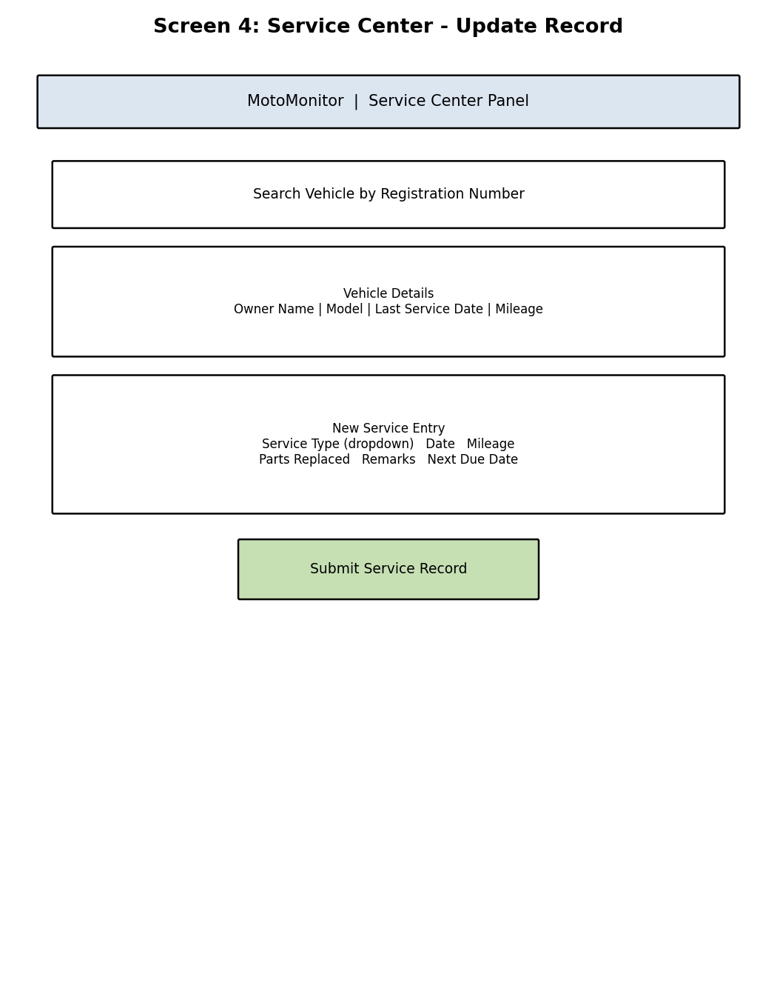 Screen 4: Service Center - Update Record
MotoMonitor | Service Center Panel
Search Vehicle by Registration Number
Vehicle Details
Owner Name | Model | Last Service Date | Mileage
New Service Entry
Service Type (dropdown)   Date   Mileage
Parts Replaced   Remarks   Next Due Date
Submit Service Record